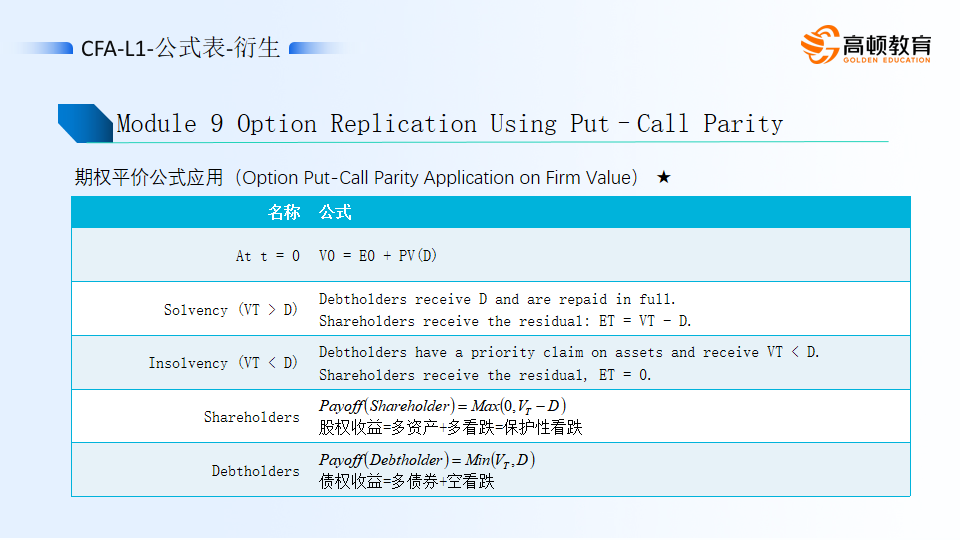 CFA-L1-公式表-衍生
高顿教育
GOLDEN EDUCATION
Module 9 Option Replication Using Put–Call Parity
期权平价公式应用（Option Put-Call Parity Application on Firm Value） ★
名称 公式
At t = 0 V0 = E0 + PV(D)
Solvency (VT > D)
Debtholders receive D and are repaid in full.
Shareholders receive the residual: ET = VT − D.
Insolvency (VT < D)
Debtholders have a priority claim on assets and receive VT < D.
Shareholders receive the residual, ET = 0.
Shareholders
Payoff(Shareholder) = Max(0, V_T − D)
股权收益=多资产+多看跌=保护性看跌
Debtholders
Payoff(Debtholder) = Min(V_T, D)
债权收益=多债券+空看跌